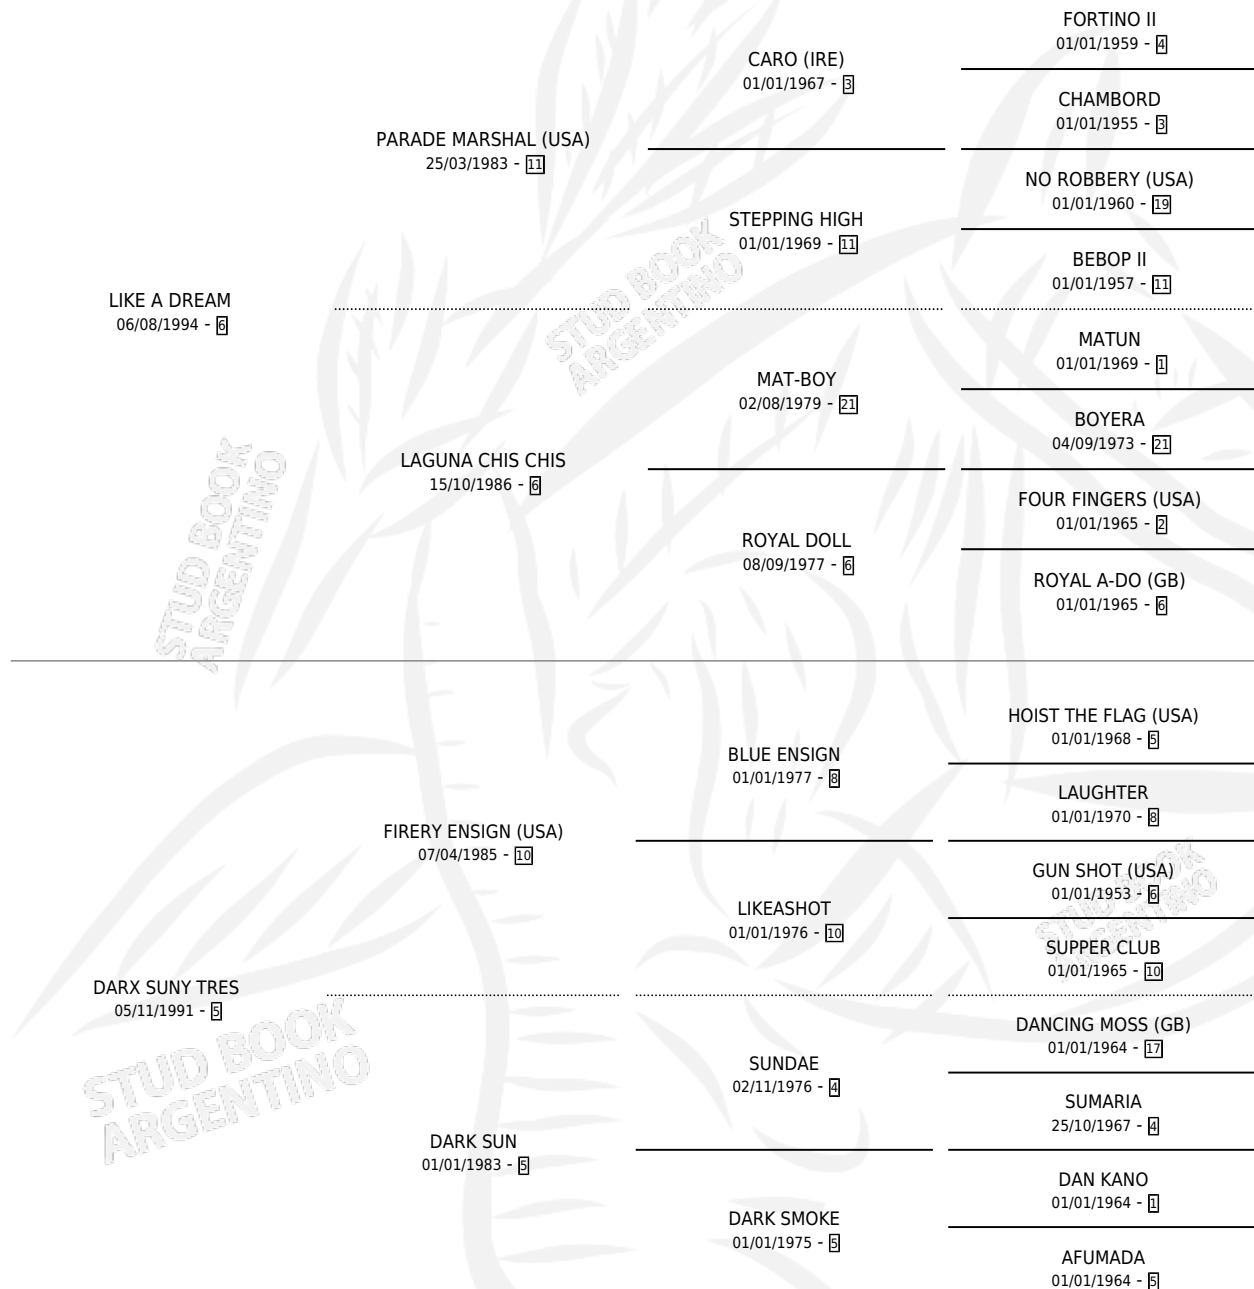 FORTINO II
01/01/1959 - 4
CARO (IRE)
01/01/1967 - 3
CHAMBORD
01/01/1955 - 3
PARADE MARSHAL (USA)
25/03/1983 - 11
NO ROBBERY (USA)
01/01/1960 - 19
STEPPING HIGH
01/01/1969 - 11
BEBOP II
01/01/1957 - 11
LIKE A DREAM
06/08/1994 - 6
MATUN
01/01/1969 - 1
MAT-BOY
02/08/1979 - 21
BOYERA
04/09/1973 - 21
LAGUNA CHIS CHIS
15/10/1986 - 6
FOUR FINGERS (USA)
01/01/1965 - 2
ROYAL DOLL
08/09/1977 - 6
ROYAL A-DO (GB)
01/01/1965 - 6
HOIST THE FLAG (USA)
01/01/1968 - 5
BLUE ENSIGN
01/01/1977 - 8
LAUGHTER
01/01/1970 - 8
FIRERY ENSIGN (USA)
07/04/1985 - 10
GUN SHOT (USA)
01/01/1953 - 6
LIKEASHOT
01/01/1976 - 10
SUPPER CLUB
01/01/1965 - 10
DARX SUNY TRES
05/11/1991 - 5
DANCING MOSS (GB)
01/01/1964 - 17
SUNDAE
02/11/1976 - 4
SUMARIA
25/10/1967 - 4
DARK SUN
01/01/1983 - 5
DAN KANO
01/01/1964 - 1
DARK SMOKE
01/01/1975 - 5
AFUMADA
01/01/1964 - 5
STUD BOOK
ARGENTINO
STUD BOOK
ARGENTINO
STUD BOOK
ARGENTINO
STUD BOOK
ARGENTINO